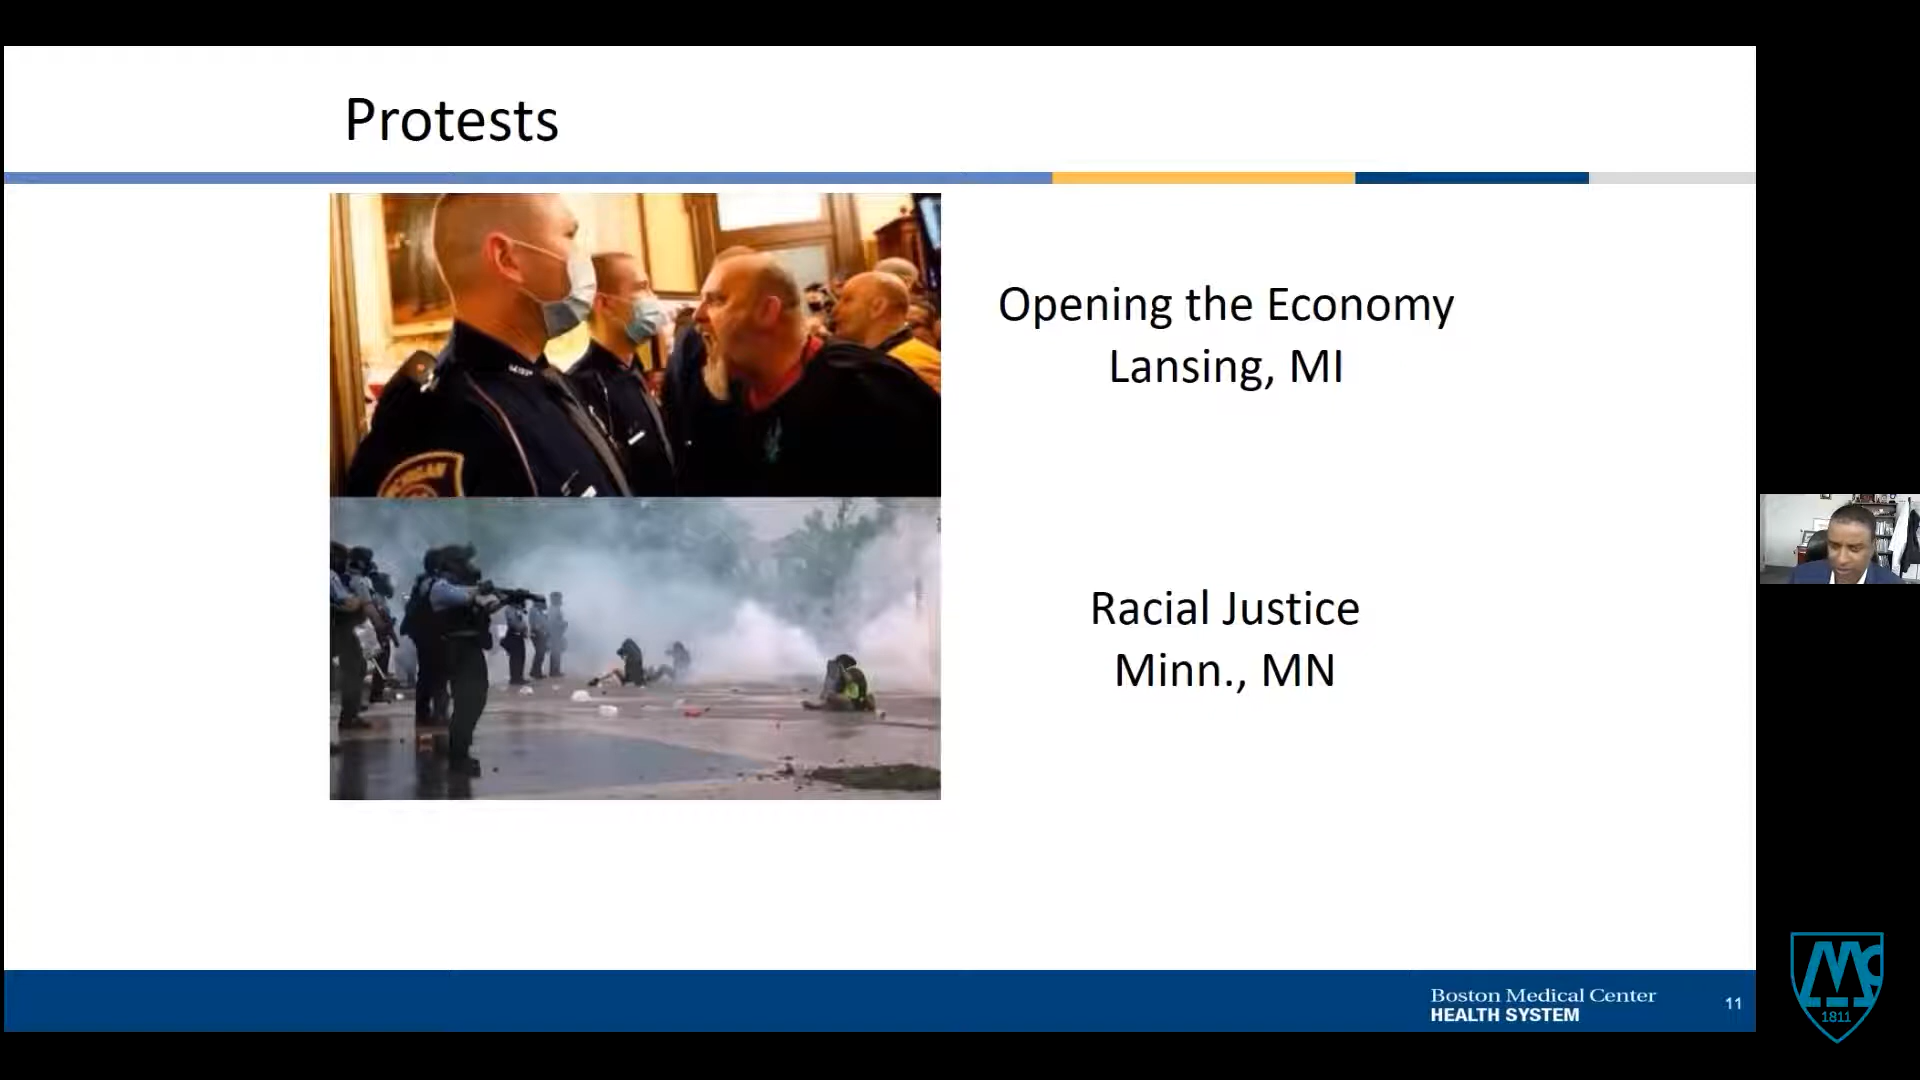 Protests
Opening the Economy
Lansing, MI
Racial Justice
Minn., MN
Boston Medical Center
HEALTH SYSTEM
11
1811